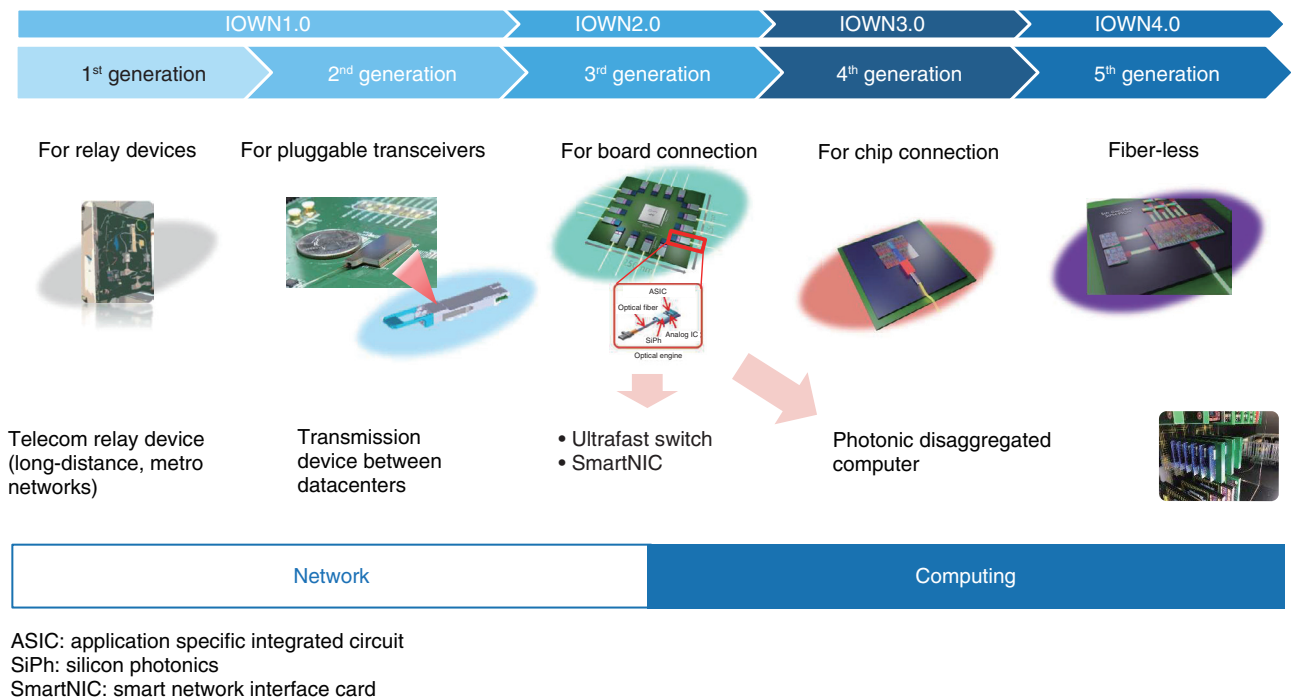 IOWN1.0
IOWN2.0
IOWN3.0
IOWN4.0
1st generation
2nd generation
3rd generation
4th generation
5th generation
For relay devices
For pluggable transceivers
For board connection
For chip connection
Fiber-less
ASIC
Optical fiber
Analog IC
SiPh
Optical engine
Telecom relay device
(long-distance, metro
networks)
Transmission
device between
datacenters
• Ultrafast switch
• SmartNIC
Photonic disaggregated
computer
Network
Computing
ASIC: application specific integrated circuit
SiPh: silicon photonics
SmartNIC: smart network interface card